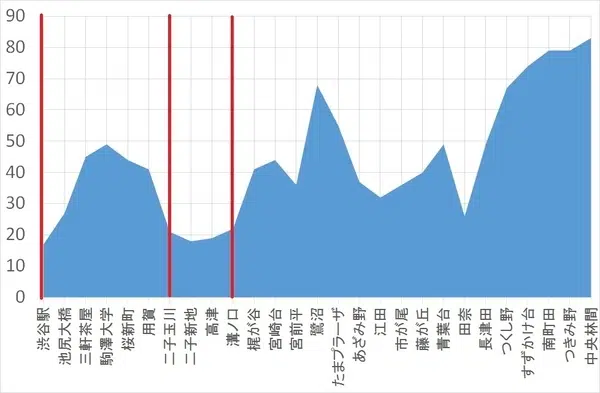 90
80
70
60
50
40
30
20
10
0
渋谷駅
池尻大橋
三軒茶屋
駒澤大学
桜新町
用賀
二子玉川
二子新地
高津
溝ノ口
梶が谷
宮崎台
宮前平
鷺沼
たまプラーザ
あざみ野
江田
市が尾
藤が丘
青葉台
田奈
長津田
つくし野
すずかけ台
南町田
つきみ野
中央林間